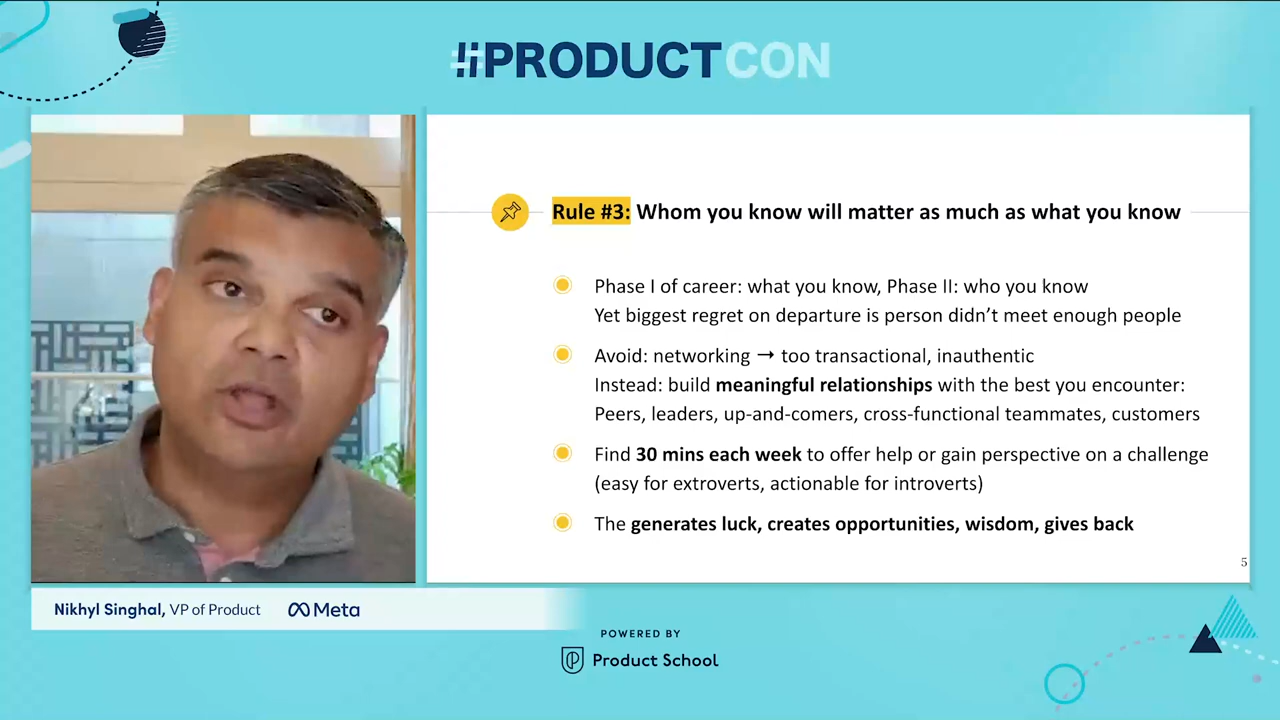 #PRODUCTCON
Rule #3: Whom you know will matter as much as what you know
Phase I of career: what you know, Phase II: who you know
Yet biggest regret on departure is person didn’t meet enough people
Avoid: networking → too transactional, inauthentic
Instead: build meaningful relationships with the best you encounter:
Peers, leaders, up-and-comers, cross-functional teammates, customers
Find 30 mins each week to offer help or gain perspective on a challenge
(easy for extroverts, actionable for introverts)
The generates luck, creates opportunities, wisdom, gives back
5
Nikhyl Singhal, VP of Product Meta
POWERED BY
Product School